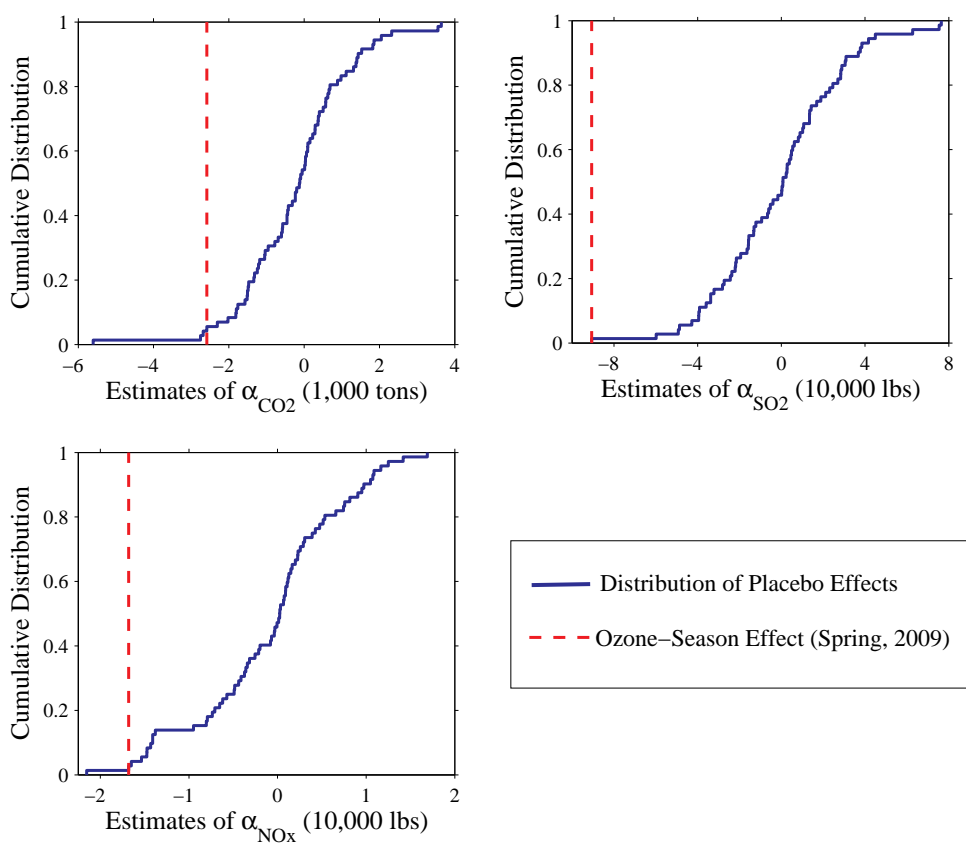 1
0.8
0.6
0.4
0.2
0
Cumulative Distribution
−6 −4 −2 0 2 4
Estimates of αCO2 (1,000 tons)
1
0.8
0.6
0.4
0.2
0
Cumulative Distribution
−8 −4 0 4 8
Estimates of αSO2 (10,000 lbs)
1
0.8
0.6
0.4
0.2
0
Cumulative Distribution
−2 −1 0 1 2
Estimates of αNOx (10,000 lbs)
Distribution of Placebo Effects
Ozone−Season Effect (Spring, 2009)